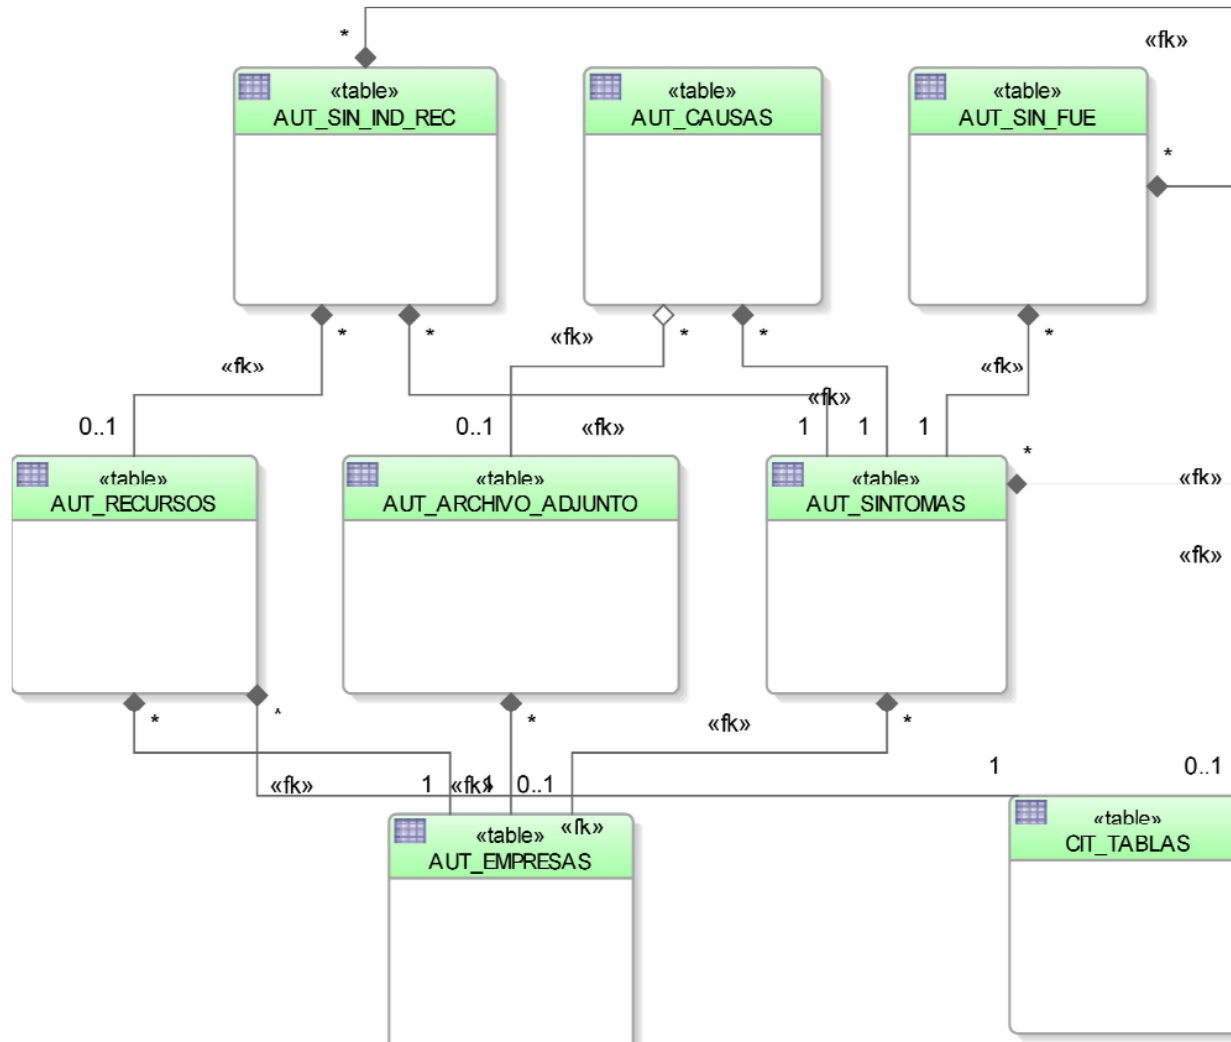 *
«fk»
«table»
AUT_SIN_IND_REC
«table»
AUT_CAUSAS
«table»
AUT_SIN_FUE
*
*
*
*
*
*
«fk»
«fk»
«fk»
«fk»
0..1
0..1
«fk»
1
1
1
*
«table»
AUT_RECURSOS
«table»
AUT_ARCHIVO_ADJUNTO
«table»
AUT_SINTOMAS
«fk»
«fk»
*
*
*
«fk»
*
«fk»
1
«fk»
1
0..1
1
0..1
«table»
AUT_EMPRESAS
«fk»
«table»
CIT_TABLAS